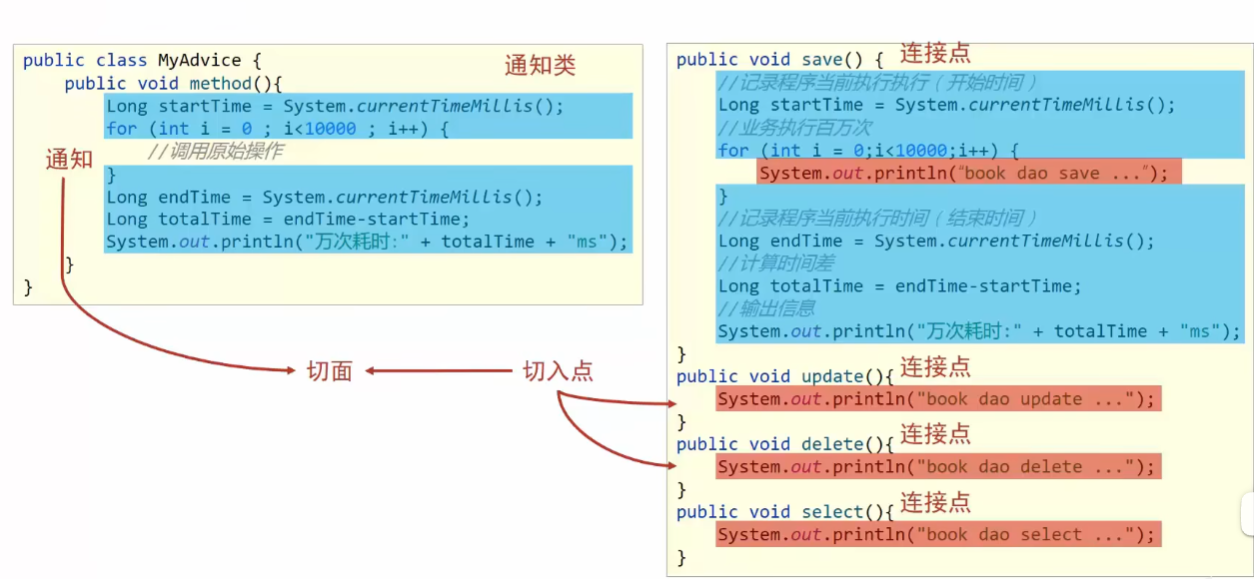 public class MyAdvice {
通知类
public void method(){
Long startTime = System.currentTimeMillis();
for (int i = 0 ; i<10000 ; i++) {
//调用原始操作
通知
}
Long endTime = System.currentTimeMillis();
Long totalTime = endTime-startTime;
System.out.println("万次耗时:" + totalTime + "ms");
}
}
切面
切入点
public void save() {
连接点
//记录程序当前执行执行（开始时间）
Long startTime = System.currentTimeMillis();
//业务执行百万次
for (int i = 0;i<10000;i++) {
System.out.println(“book dao save ...”);
}
//记录程序当前执行时间（结束时间）
Long endTime = System.currentTimeMillis();
//计算时间差
Long totalTime = endTime-startTime;
//输出信息
System.out.println("万次耗时:" + totalTime + "ms");
}
public void update(){
连接点
System.out.println("book dao update ...");
}
public void delete(){
连接点
System.out.println("book dao delete ...");
}
public void select(){
连接点
System.out.println("book dao select ...");
}